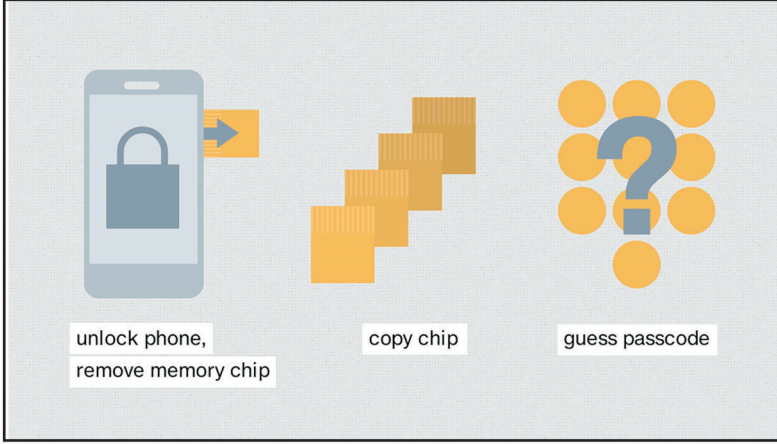 unlock phone,
remove memory chip
copy chip
guess passcode